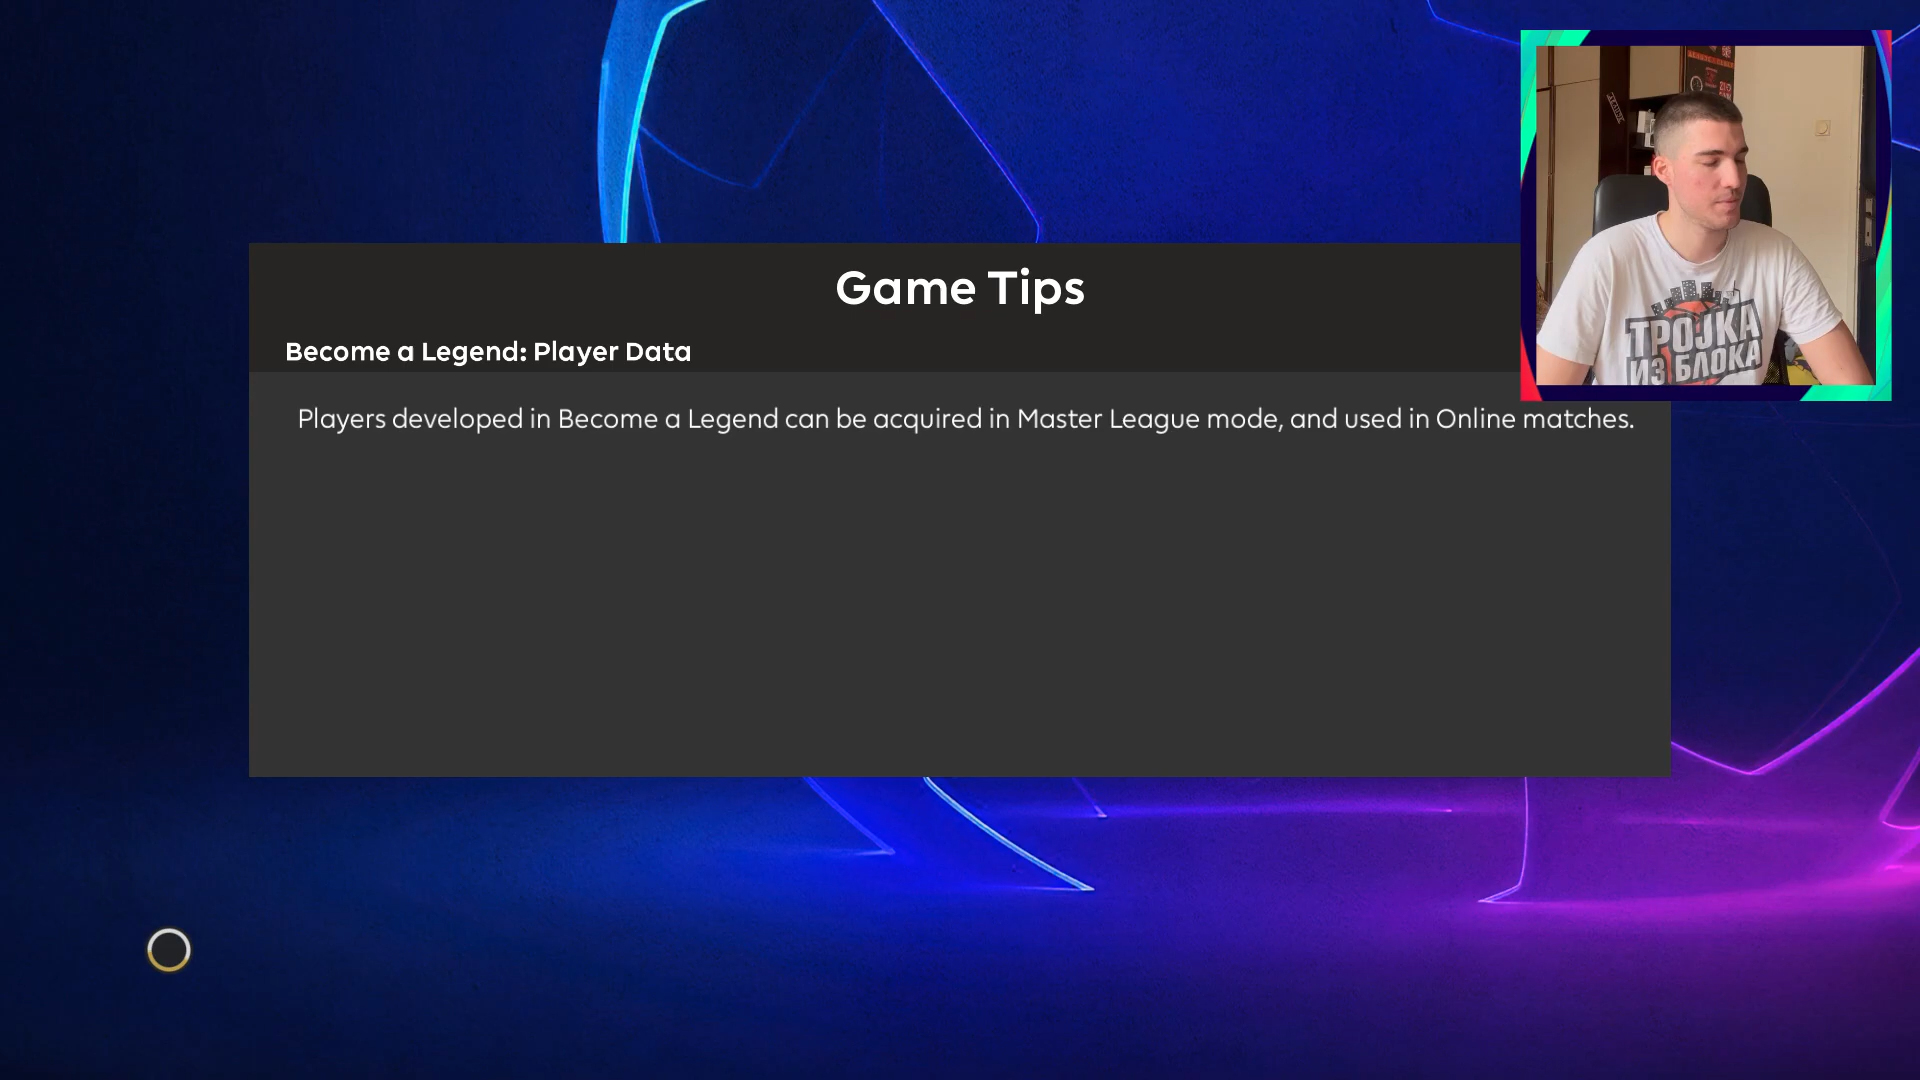 Game Tips
Become a Legend: Player Data
Players developed in Become a Legend can be acquired in Master League mode, and used in Online matches.
ТРОЈКА
ИЗ БЛОКА